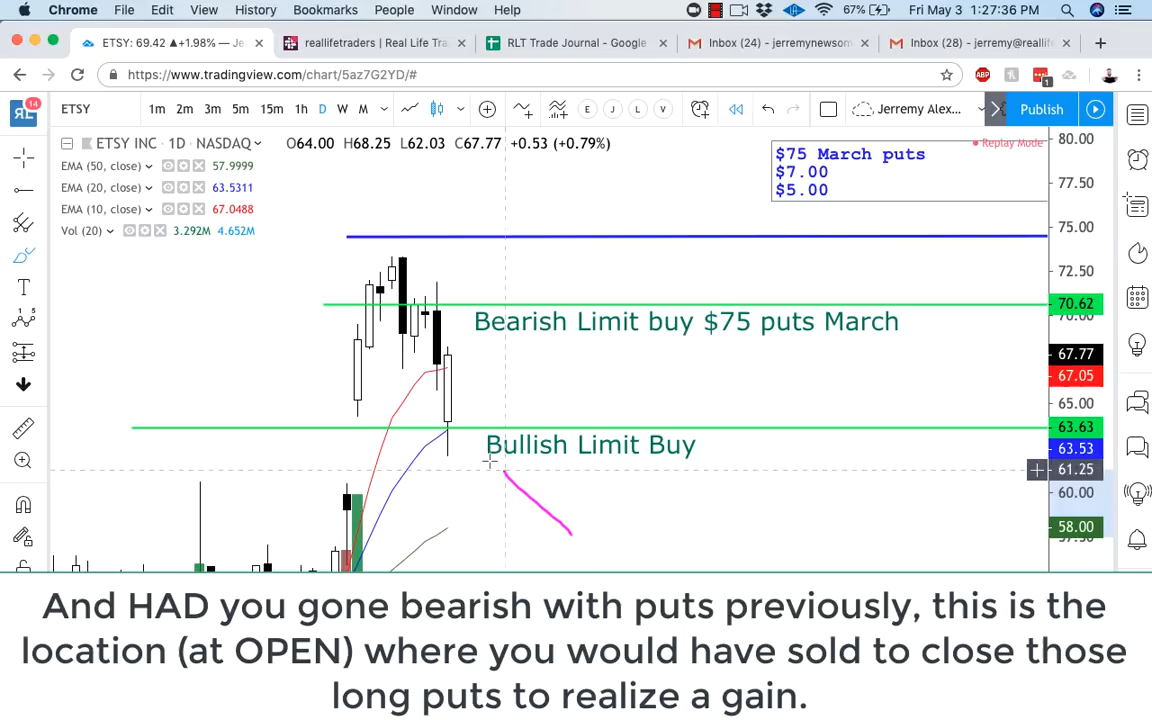 Chrome File Edit View History Bookmarks People Window Help 67% Fri May 3 1:27:36 PM
ETSY: 69.42 ▲+1.98% — Je × reallifetraders | Real Life Tra × RLT Trade Journal - Google × Inbox (24) - jerremynewsom × Inbox (28) - jerremy@reallife ×
https://www.tradingview.com/chart/5az7G2YD/#
14 ETSY 1m 2m 3m 5m 15m 1h D W M E J L V Jerremy Alex... Publish
ETSY INC · 1D · NASDAQ O64.00 H68.25 L62.03 C67.77 +0.53 (+0.79%)
Replay Mode
EMA (50, close) 57.9999
EMA (20, close) 63.5311
EMA (10, close) 67.0488
Vol (20) 3.292M 4.652M
$75 March puts
$7.00
$5.00
Bearish Limit buy $75 puts March
Bullish Limit Buy
80.00
77.50
75.00
72.50
70.62
70.00
67.77
67.05
65.00
63.63
63.53
61.25
60.00
58.00
57.50
And HAD you gone bearish with puts previously, this is the
location (at OPEN) where you would have sold to close those
long puts to realize a gain.